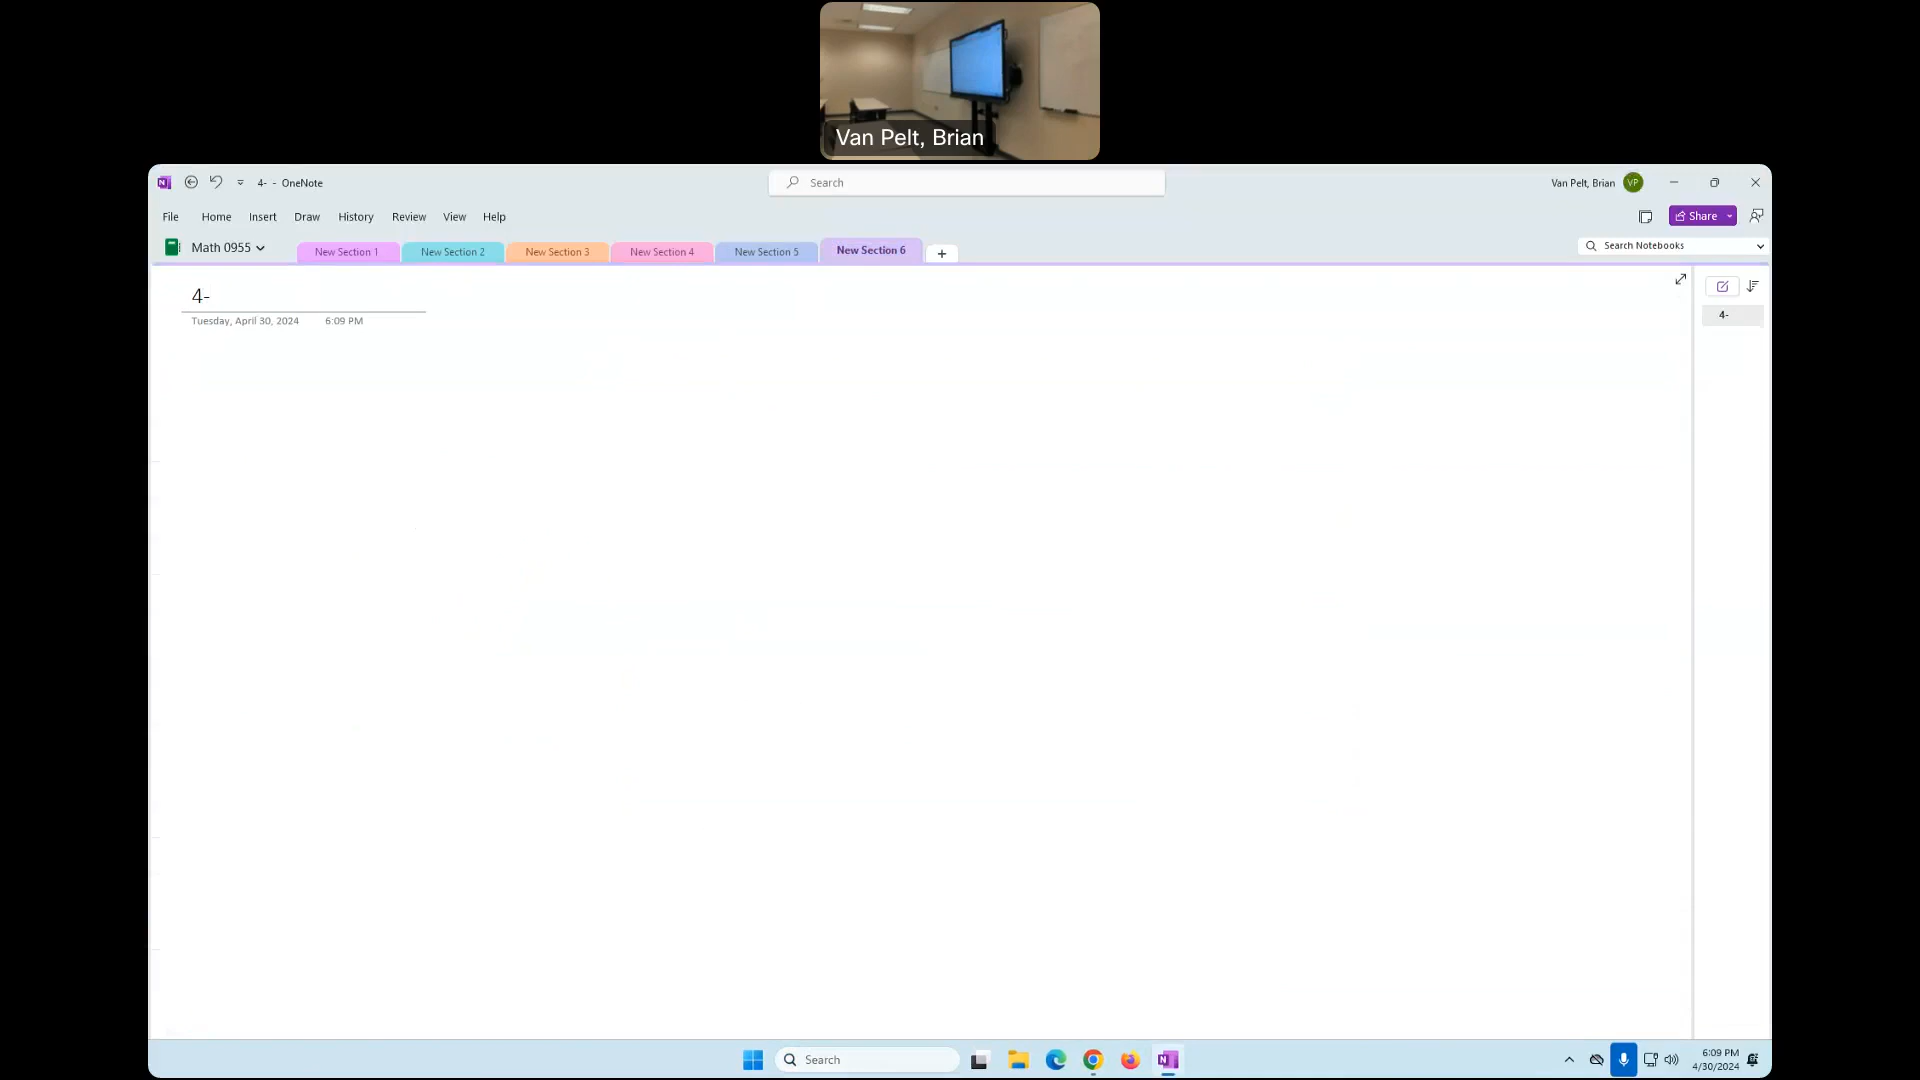 Van Pelt, Brian
4- - OneNote
Search
Van Pelt, Brian
VP
File
Home
Insert
Draw
History
Review
View
Help
Share
Math 0955
New Section 1
New Section 2
New Section 3
New Section 4
New Section 5
New Section 6
+
Search Notebooks
4-
Tuesday, April 30, 2024
6:09 PM
4-
Search
6:09 PM
4/30/2024